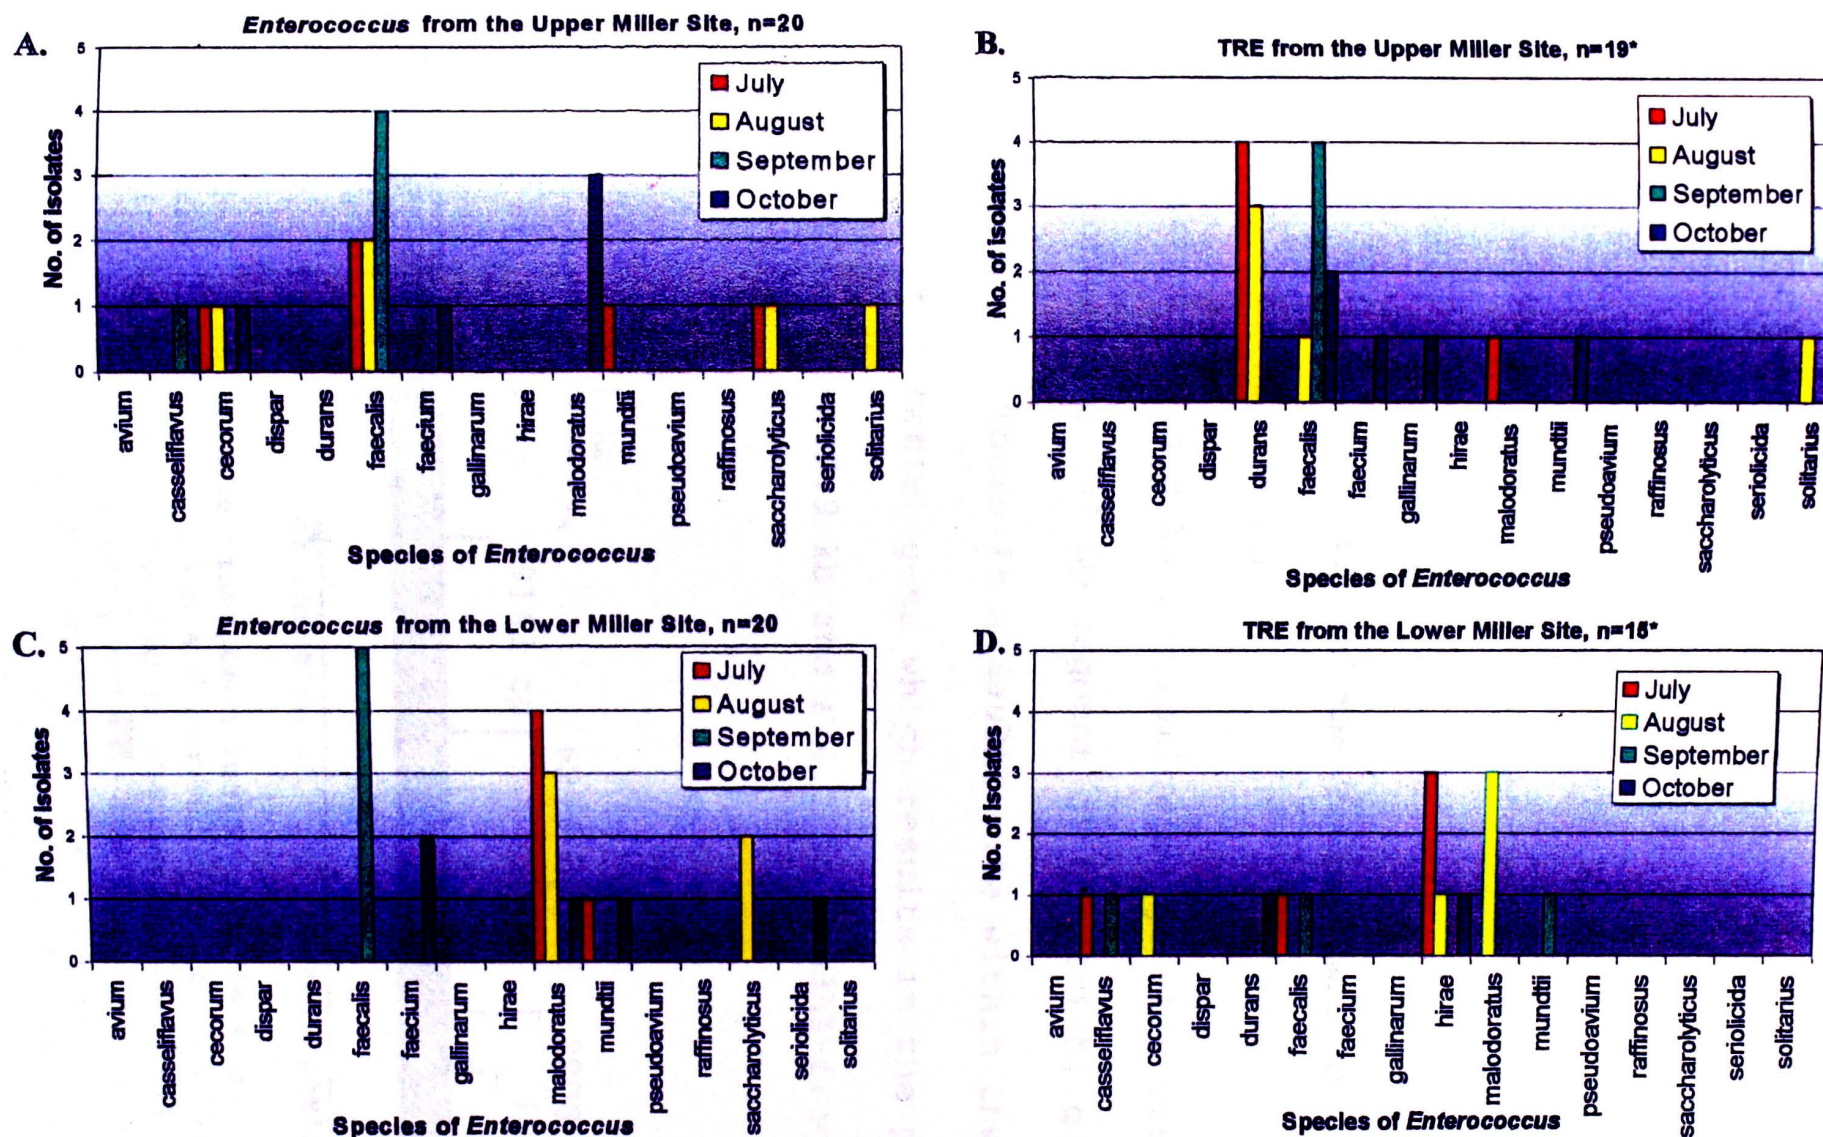 A.
Enterococcus from the Upper Miller Site, n=20
No. of isolates
5
4
3
2
1
0
July
August
September
October
avium
casseliflavus
cecorum
dispar
durans
faecalis
faecium
gallinarum
hirae
malodoratus
mundtii
pseudoavium
raffinosus
saccharolyticus
seriolicida
solitarius
Species of Enterococcus
B.
TRE from the Upper Miller Site, n=19*
No. of isolates
5
4
3
2
1
0
July
August
September
October
avium
casseliflavus
cecorum
dispar
durans
faecalis
faecium
gallinarum
hirae
malodoratus
mundtii
pseudoavium
raffinosus
saccharolyticus
seriolicida
solitarius
Species of Enterococcus
C.
Enterococcus from the Lower Miller Site, n=20
No. of isolates
5
4
3
2
1
0
July
August
September
October
avium
casseliflavus
cecorum
dispar
durans
faecalis
faecium
gallinarum
hirae
malodoratus
mundtii
pseudoavium
raffinosus
saccharolyticus
seriolicida
solitarius
Species of Enterococcus
D.
TRE from the Lower Miller Site, n=15*
No. of isolates
5
4
3
2
1
0
July
August
September
October
avium
casseliflavus
cecorum
dispar
durans
faecalis
faecium
gallinarum
hirae
malodoratus
mundtii
pseudoavium
raffinosus
saccharolyticus
seriolicida
solitarius
Species of Enterococcus